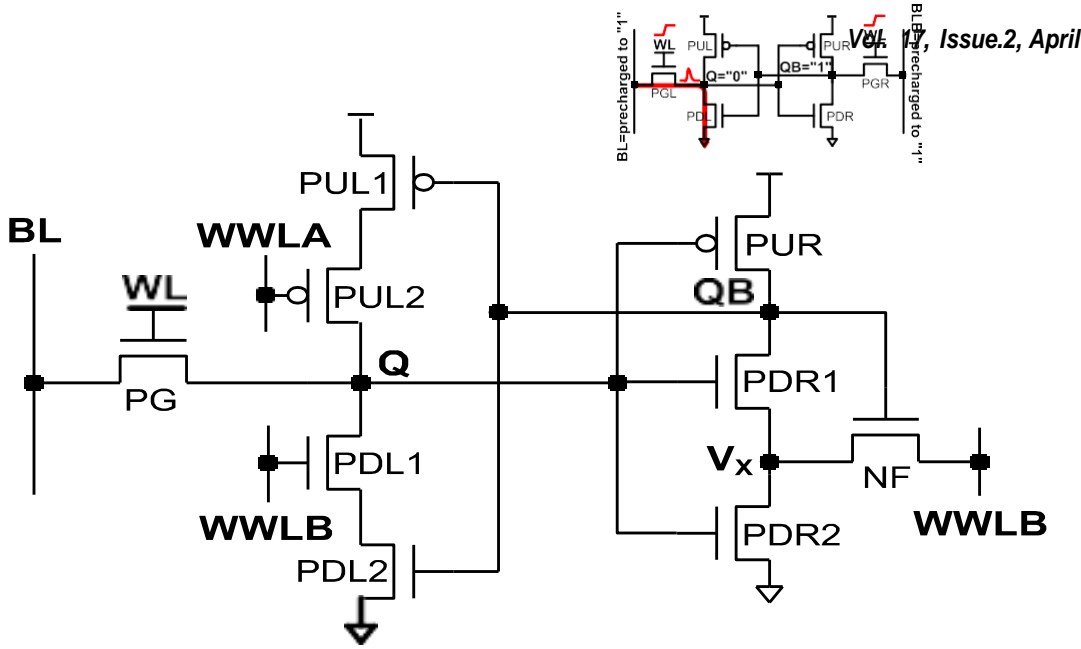 BL=precharged to "1"
BLB=precharged to "1"
WL
PUL
PUR
Vol. 17, Issue.2, April
WL
Q="0"
QB="1"
PGL
PGR
PDL
PDR
PUL1
BL
WWLA
PUR
WL
PUL2
QB
Q
PG
PDR1
PDL1
VX
NF
WWLB
WWLB
PDR2
PDL2